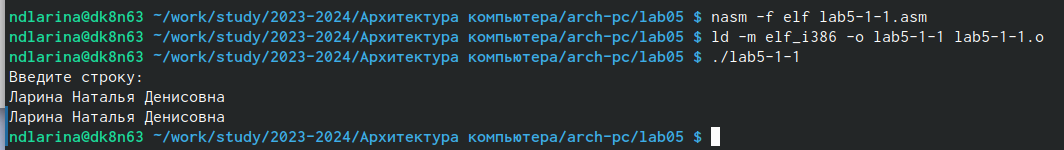 ndlarina@dk8n63 ~/work/study/2023-2024/Архитектура компьютера/arch-pc/lab05 $ nasm -f elf lab5-1-1.asm
ndlarina@dk8n63 ~/work/study/2023-2024/Архитектура компьютера/arch-pc/lab05 $ ld -m elf_i386 -o lab5-1-1 lab5-1-1.o
ndlarina@dk8n63 ~/work/study/2023-2024/Архитектура компьютера/arch-pc/lab05 $ ./lab5-1-1
Введите строку:
Ларина Наталья Денисовна
Ларина Наталья Денисовна
ndlarina@dk8n63 ~/work/study/2023-2024/Архитектура компьютера/arch-pc/lab05 $